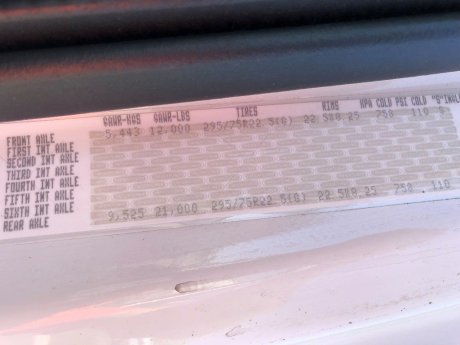 GAWR-KGS GAWR-LBS TIRES RIMS KPA COLD PSI COLD
FRONT AXLE 5,443 12,000 295/75R22.5(G) 22.5X8.25 758 110 S
FIRST INT AXLE
SECOND INT AXLE
THIRD INT AXLE
FOURTH INT AXLE
FIFTH INT AXLE
SIXTH INT AXLE
REAR AXLE 9,525 21,000 295/75R22.5(G) 22.5X8.25 758 110